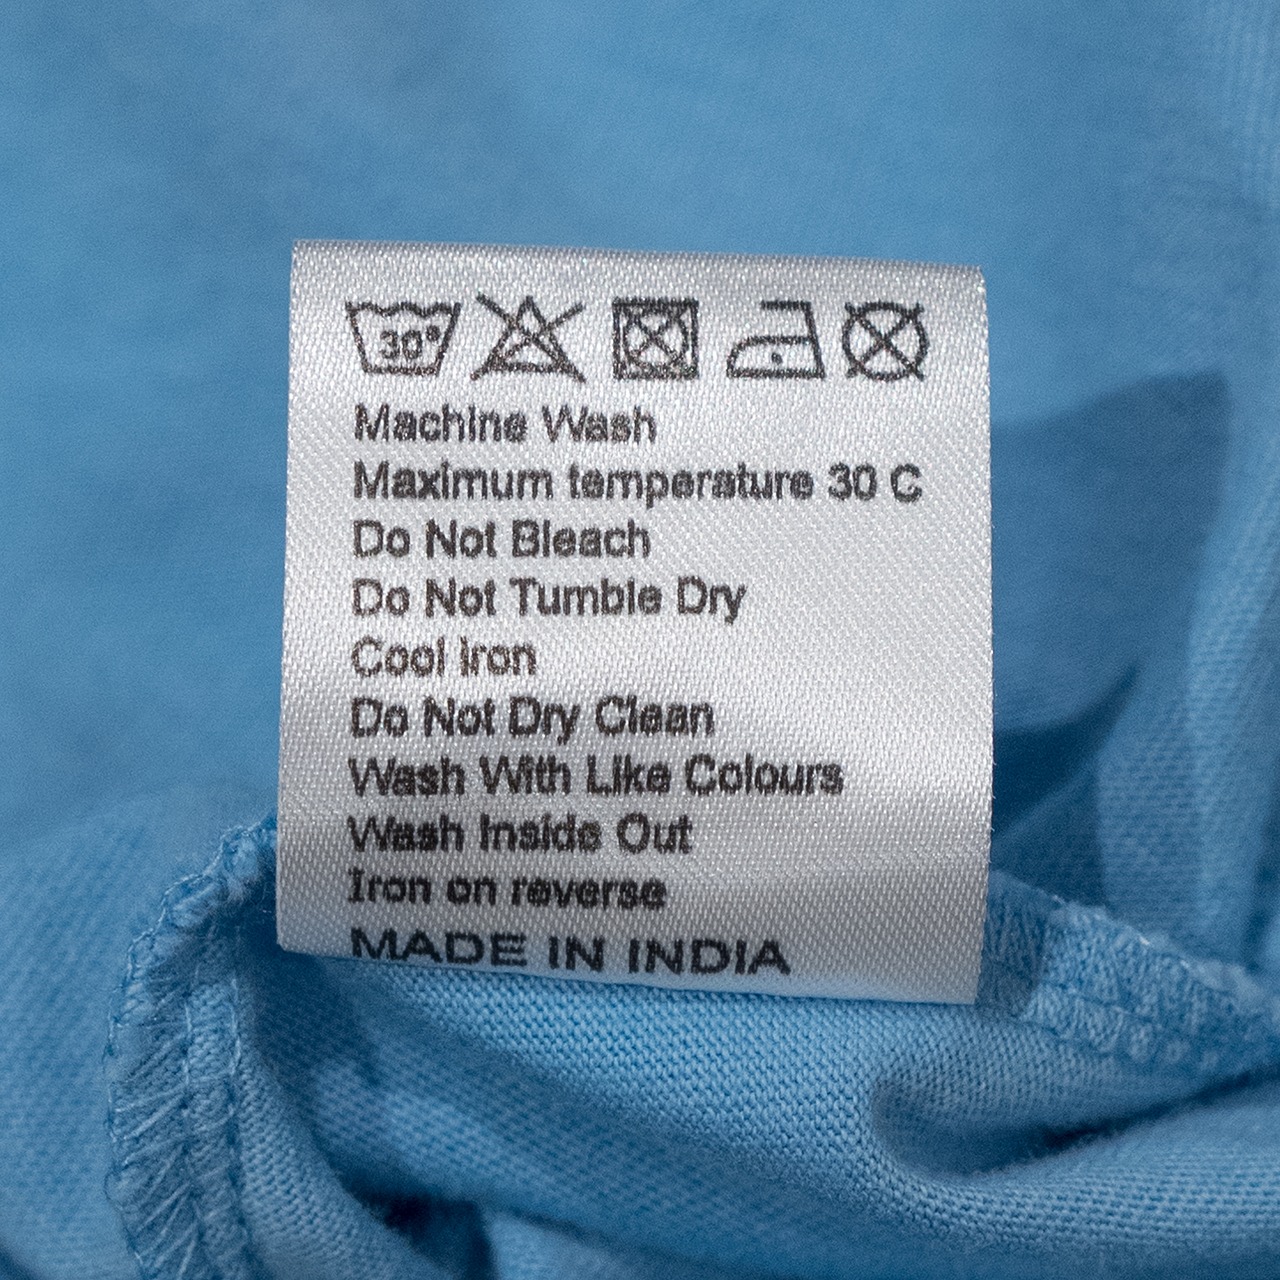 30°
Machine Wash
Maximum temperature 30 C
Do Not Bleach
Do Not Tumble Dry
Cool Iron
Do Not Dry Clean
Wash With Like Colours
Wash Inside Out
Iron on reverse
MADE IN INDIA